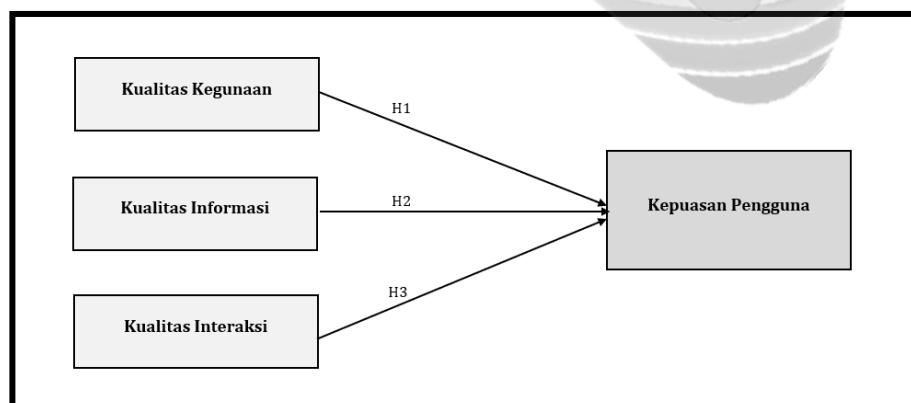 Kualitas Kegunaan
H1
Kualitas Informasi
H2
Kepuasan Pengguna
H3
Kualitas Interaksi